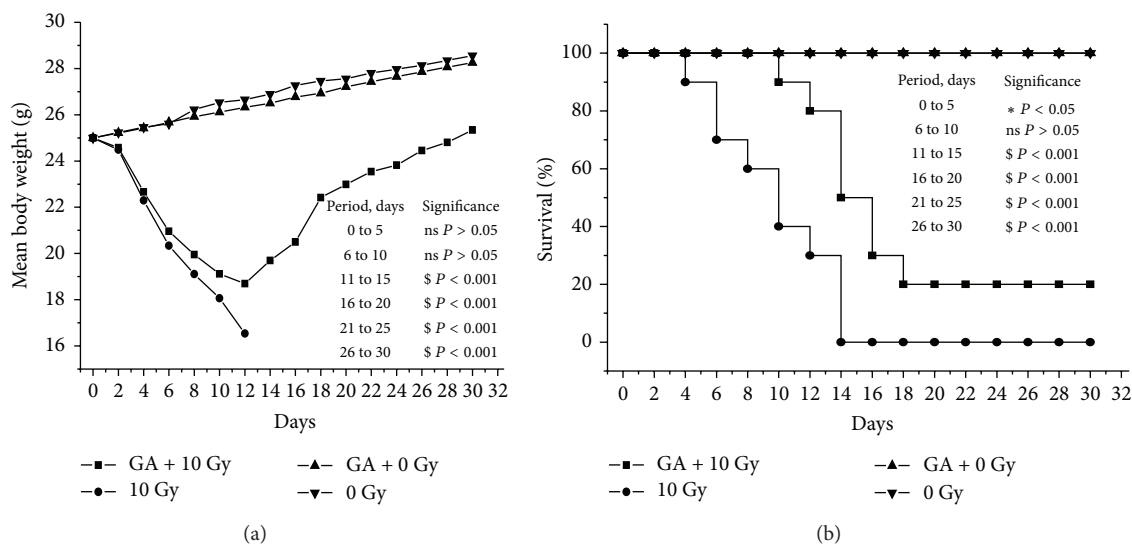 30
28
26
24
22
20
18
16
Mean body weight (g)
Period, days Significance
0 to 5 ns P > 0.05
6 to 10 ns P > 0.05
11 to 15 $ P < 0.001
16 to 20 $ P < 0.001
21 to 25 $ P < 0.001
26 to 30 $ P < 0.001
0 2 4 6 8 10 12 14 16 18 20 22 24 26 28 30 32
Days
GA + 10 Gy GA + 0 Gy
10 Gy 0 Gy
(a)
100
80
60
40
20
0
Survival (%)
Period, days Significance
0 to 5 * P < 0.05
6 to 10 ns P > 0.05
11 to 15 $ P < 0.001
16 to 20 $ P < 0.001
21 to 25 $ P < 0.001
26 to 30 $ P < 0.001
0 2 4 6 8 10 12 14 16 18 20 22 24 26 28 30 32
Days
GA + 10 Gy GA + 0 Gy
10 Gy 0 Gy
(b)